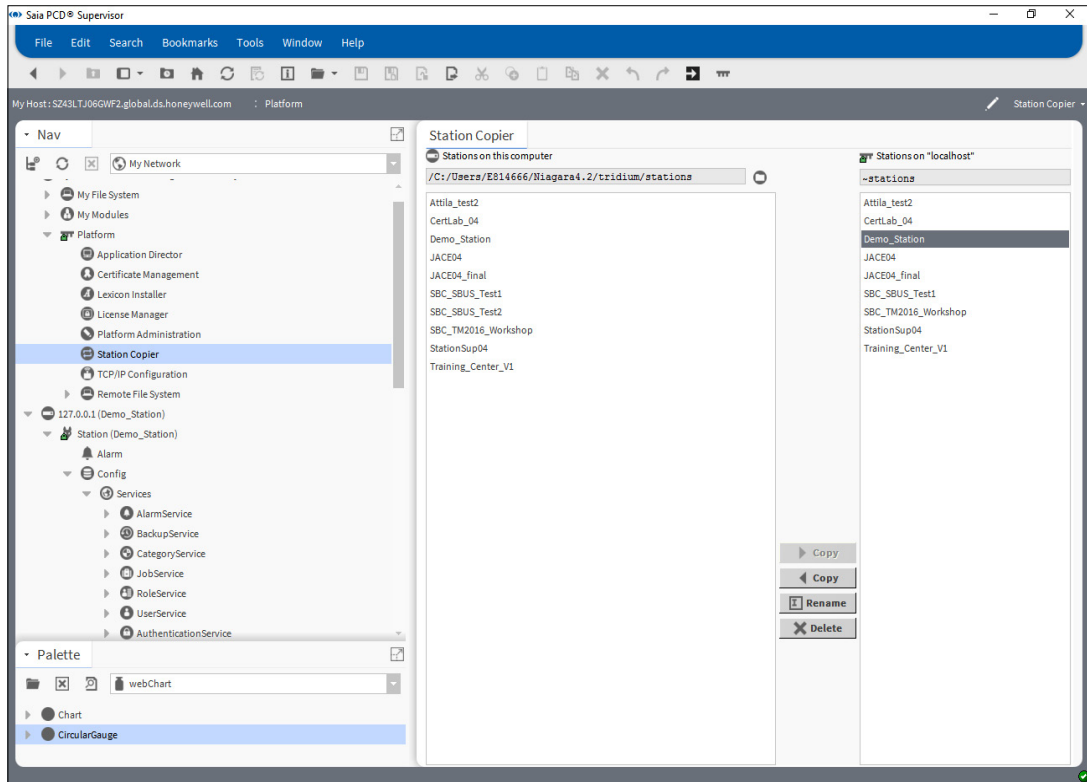 Saia PCD® Supervisor
File Edit Search Bookmarks Tools Window Help
My Host : SZ43LTJ06GWF2.global.ds.honeywell.com : Platform
Station Copier
Nav
My Network
My File System
My Modules
Platform
Application Director
Certificate Management
Lexicon Installer
License Manager
Platform Administration
Station Copier
TCP/IP Configuration
Remote File System
127.0.0.1 (Demo_Station)
Station (Demo_Station)
Alarm
Config
Services
AlarmService
BackupService
CategoryService
JobService
RoleService
UserService
AuthenticationService
Palette
webChart
Chart
CircularGauge
Station Copier
Stations on this computer
/C:/Users/E814666/Niagara4.2/tridium/stations
Attila_test2
CertLab_04
Demo_Station
JACE04
JACE04_final
SBC_SBUS_Test1
SBC_SBUS_Test2
SBC_TM2016_Workshop
StationSup04
Training_Center_V1
Copy
Copy
Rename
Delete
Stations on "localhost"
~stations
Attila_test2
CertLab_04
Demo_Station
JACE04
JACE04_final
SBC_SBUS_Test1
SBC_TM2016_Workshop
StationSup04
Training_Center_V1